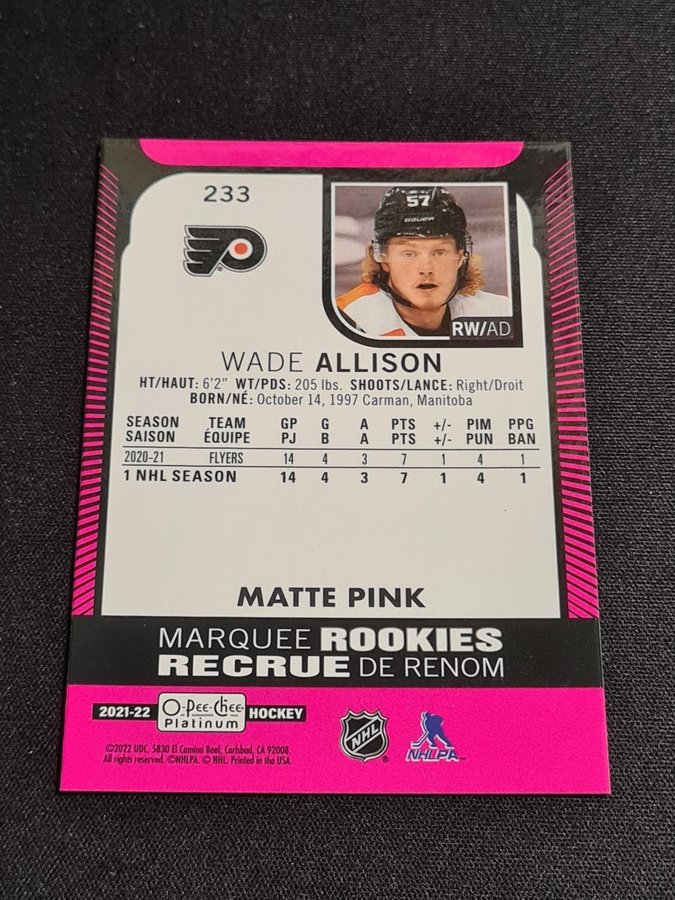 233
57
BAUER
RW/AD
WADE ALLISON
HT/HAUT: 6'2" WT/PDS: 205 lbs. SHOOTS/LANCE: Right/Droit
BORN/NÉ: October 14, 1997 Carman, Manitoba
SEASON TEAM GP G A PTS +/- PIM PPG
SAISON ÉQUIPE PJ B A PTS +/- PUN BAN
2020-21 FLYERS 14 4 3 7 1 4 1
1 NHL SEASON 14 4 3 7 1 4 1
MATTE PINK
MARQUEE ROOKIES
RECRUE DE RENOM
2021-22 O-Pee-Chee Platinum HOCKEY
NHL ®
NHLPA
©2022 UDC. 5830 El Camino Real, Carlsbad, CA 92008.
All rights reserved. ©NHLPA. © NHL. Printed in the USA.